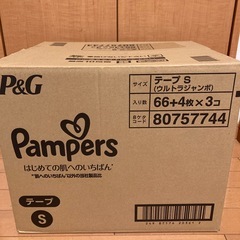 P&G
Pampers
はじめての肌へのいちばん
テープ
S
サイズ
テープ S
(ウルトラジャンボ)
入り数
66+4枚×3コ
80757744